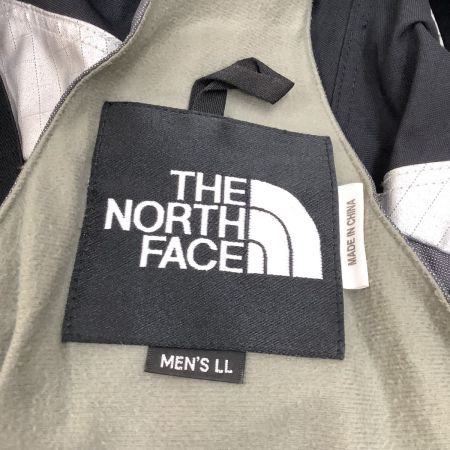 THE
NORTH
FACE
MADE IN CHINA
MEN'S LL